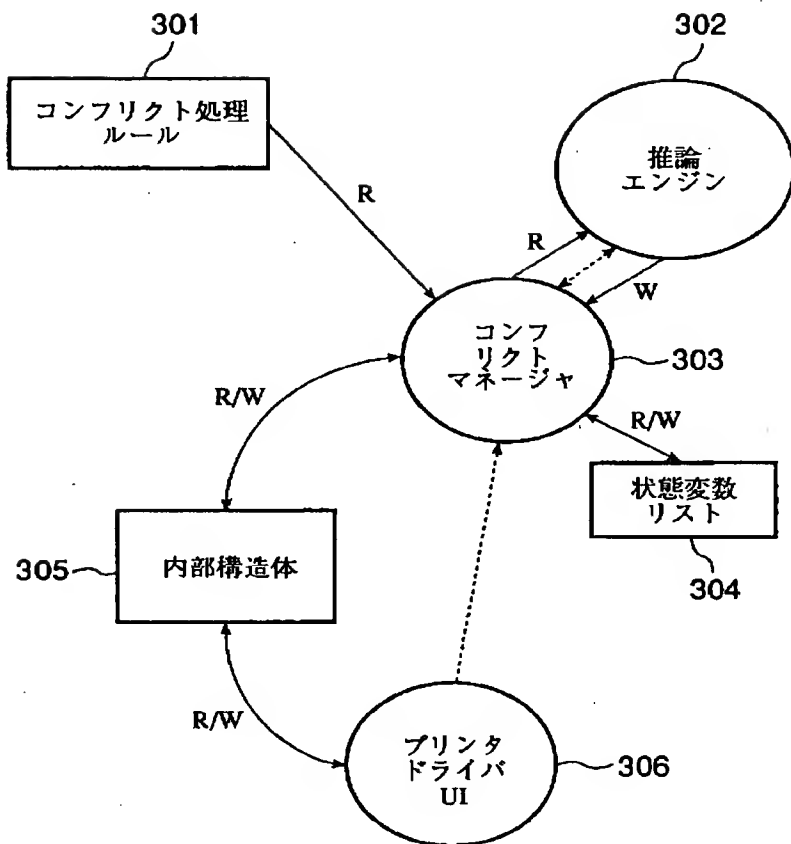 301
コンフリクト処理
ルール
302
推論
エンジン
R
R
W
コンフ
リクト
マネージャ
303
R/W
R/W
状態変数
リスト
304
305
内部構造体
R/W
プリンタ
ドライバ
UI
306